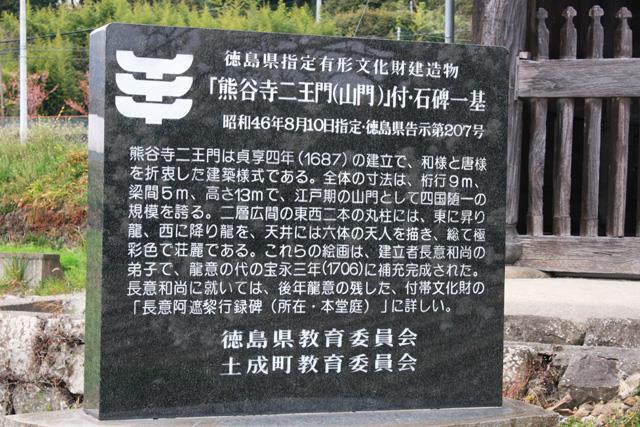 徳島県指定有形文化財建造物
「熊谷寺二王門(山門)」付・石碑一基
昭和46年8月10日指定・徳島県告示第207号
熊谷寺二王門は貞享四年(1687)の建立で、和様と唐様
を折衷した建築様式である。全体の寸法は、桁行9m、
梁間5m、高さ13mで、江戸期の山門として四国随一の
規模を誇る。二層広間の東西二本の丸柱には、東に昇り
龍、西に降り龍を、天井には六体の天人を描き、総て極
彩色で荘麗である。これらの絵画は、建立者長意和尚の
弟子で、龍意の代の宝永三年(1706)に補充完成された。
長意和尚に就いては、後年龍意の残した、付帯文化財の
「長意阿遮黎行録碑(所在・本堂庭)」に詳しい。
徳島県教育委員会
土成町教育委員会